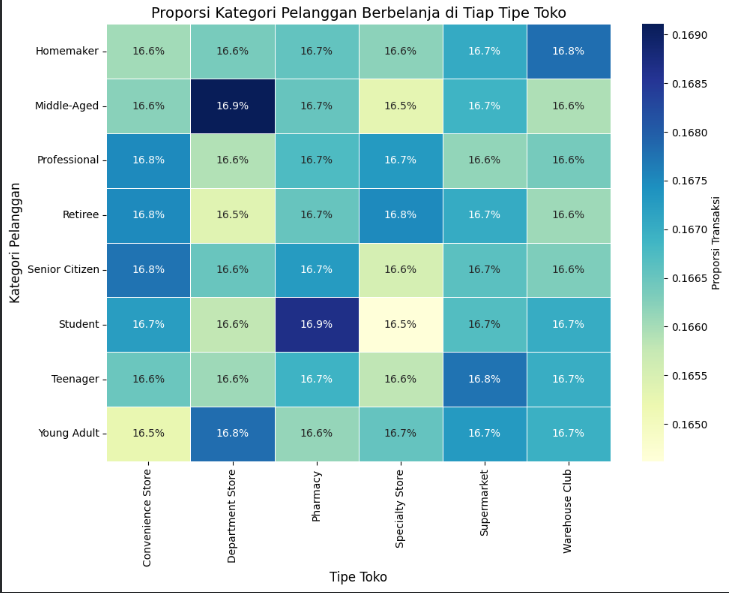 Proporsi Kategori Pelanggan Berbelanja di Tiap Tipe Toko
Kategori Pelanggan
Homemaker 16.6% 16.6% 16.7% 16.6% 16.7% 16.8%
Middle-Aged 16.6% 16.9% 16.7% 16.5% 16.7% 16.6%
Professional 16.8% 16.6% 16.7% 16.7% 16.6% 16.6%
Retiree 16.8% 16.5% 16.7% 16.8% 16.7% 16.6%
Senior Citizen 16.8% 16.6% 16.7% 16.6% 16.7% 16.6%
Student 16.7% 16.6% 16.9% 16.5% 16.7% 16.7%
Teenager 16.6% 16.6% 16.7% 16.6% 16.8% 16.7%
Young Adult 16.5% 16.8% 16.6% 16.7% 16.7% 16.7%
Convenience Store
Department Store
Pharmacy
Specialty Store
Supermarket
Warehouse Club
Tipe Toko
0.1690
0.1685
0.1680
0.1675
0.1670
0.1665
0.1660
0.1655
0.1650
Proporsi Transaksi